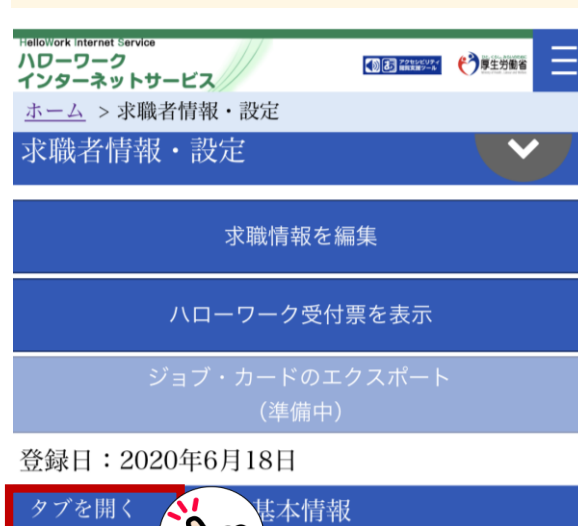 HelloWork Internet Service
ハローワーク
インターネットサービス
厚生労働省
ホーム > 求職者情報・設定
求職者情報・設定
求職情報を編集
ハローワーク受付票を表示
ジョブ・カードのエクスポート
（準備中）
登録日：2020年6月18日
タブを開く
基本情報